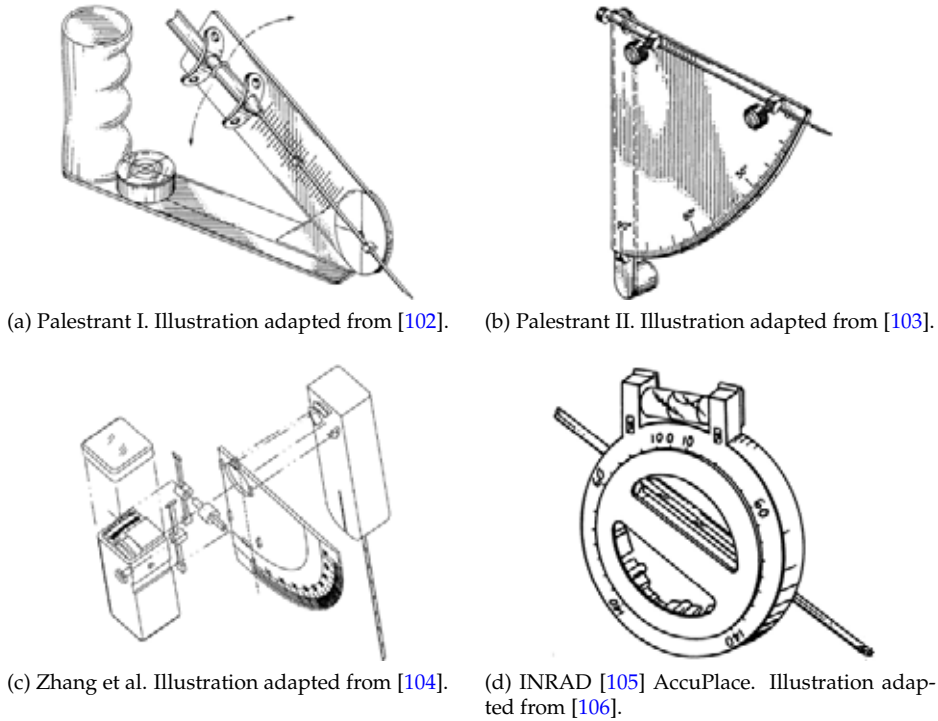 (a) Palestrant I. Illustration adapted from [102].
(b) Palestrant II. Illustration adapted from [103].
100 10
60
140
(c) Zhang et al. Illustration adapted from [104].
(d) INRAD [105] AccuPlace. Illustration adap-
ted from [106].